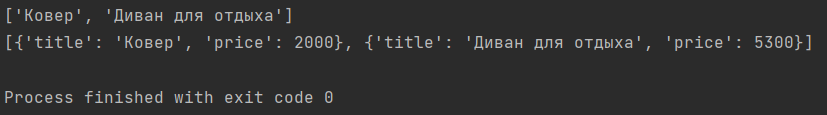 ['Ковер', 'Диван для отдыха']
[{'title': 'Ковер', 'price': 2000}, {'title': 'Диван для отдыха', 'price': 5300}]
Process finished with exit code 0